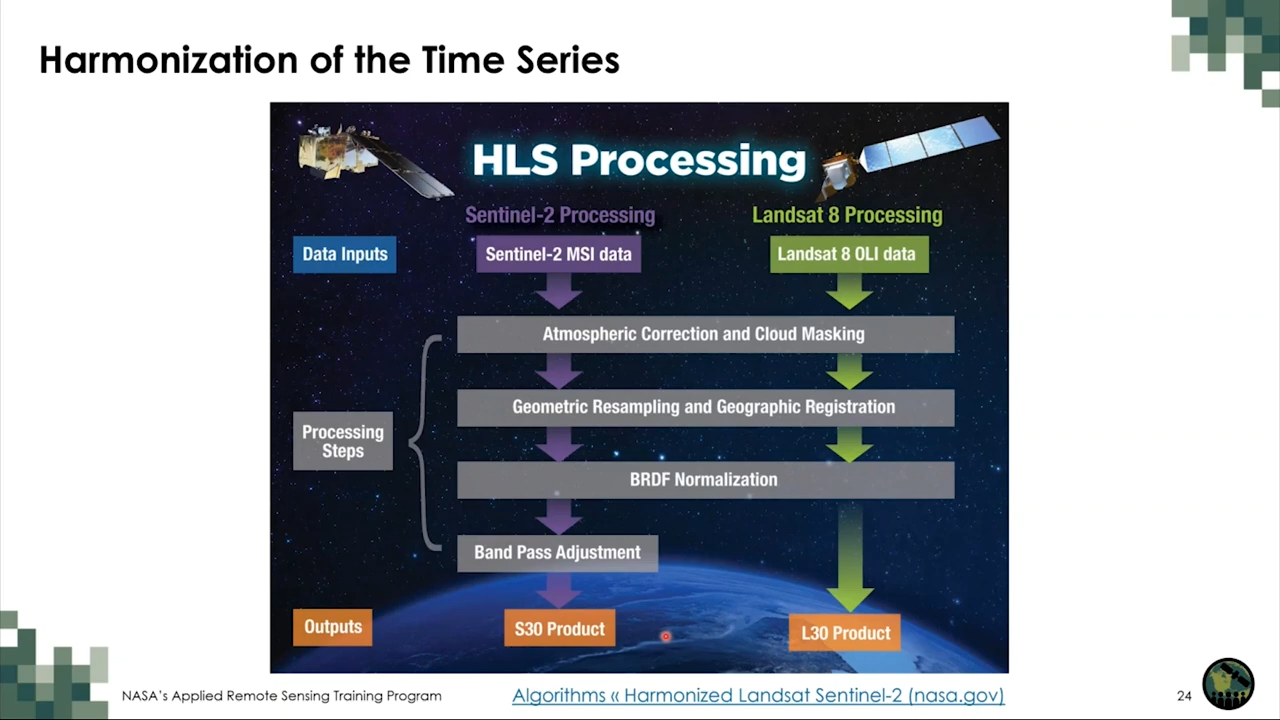 Harmonization of the Time Series
HLS Processing
Sentinel-2 Processing
Landsat 8 Processing
Data Inputs
Sentinel-2 MSI data
Landsat 8 OLI data
Atmospheric Correction and Cloud Masking
Geometric Resampling and Geographic Registration
Processing
Steps
BRDF Normalization
Band Pass Adjustment
Outputs
S30 Product
L30 Product
NASA's Applied Remote Sensing Training Program
Algorithms « Harmonized Landsat Sentinel-2 (nasa.gov)
24